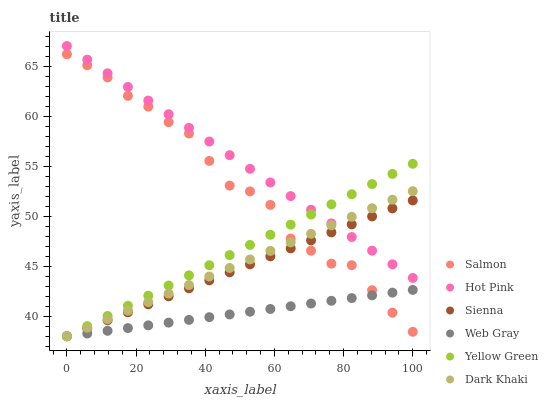 title
yaxis_label
65
60
55
50
45
40
0
20
40
60
80
100
xaxis_label
Salmon
Hot Pink
Sienna
Web Gray
Yellow Green
Dark Khaki